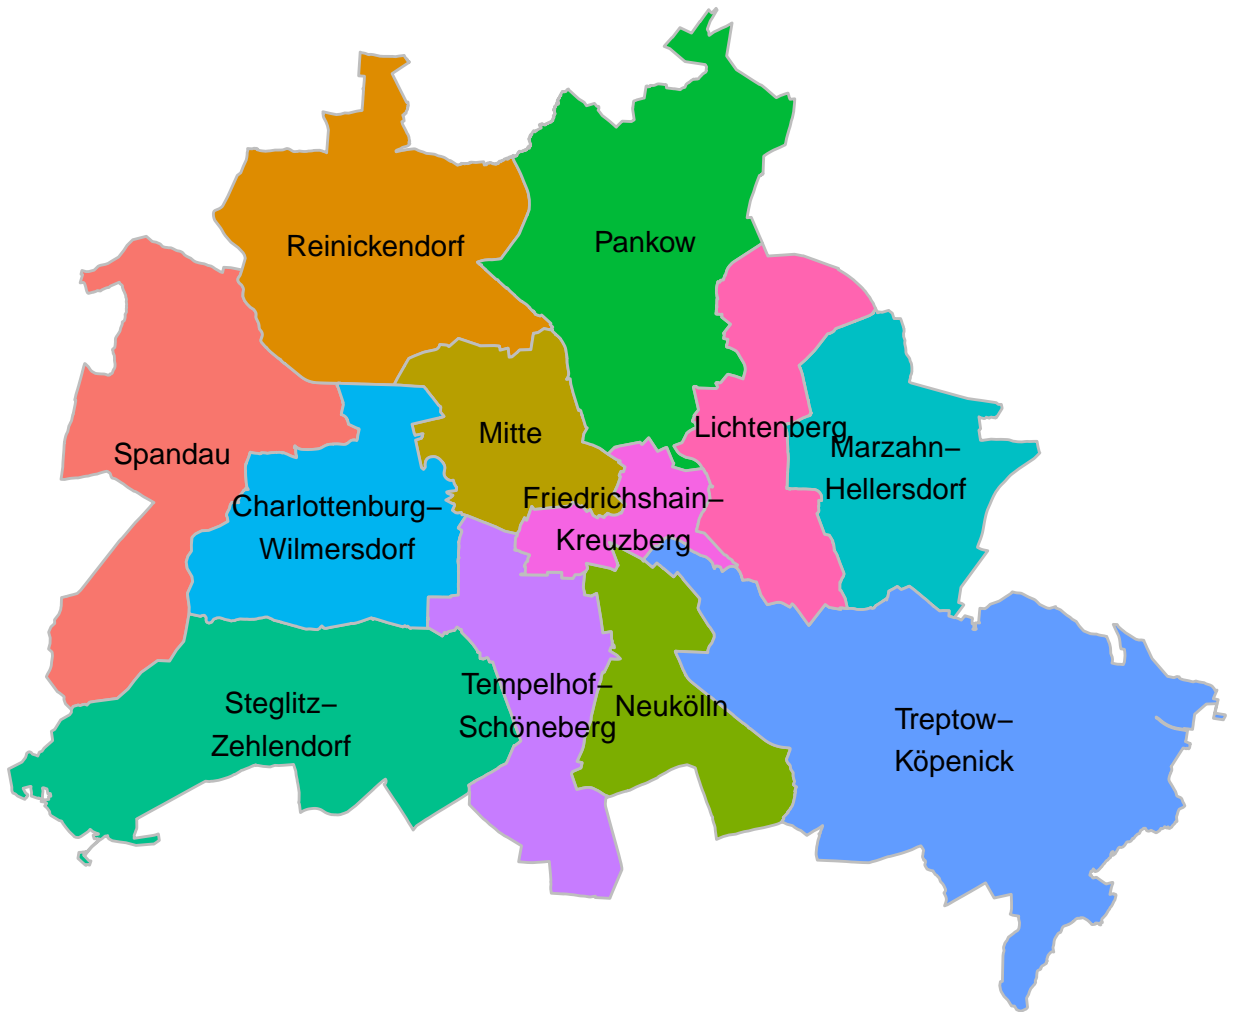 Reinickendorf
Pankow
Spandau
Mitte
Lichtenberg
Marzahn−
Hellersdorf
Charlottenburg−
Wilmersdorf
Friedrichshain−
Kreuzberg
Steglitz−
Zehlendorf
Tempelhof−
Schöneberg
Neukölln
Treptow−
Köpenick